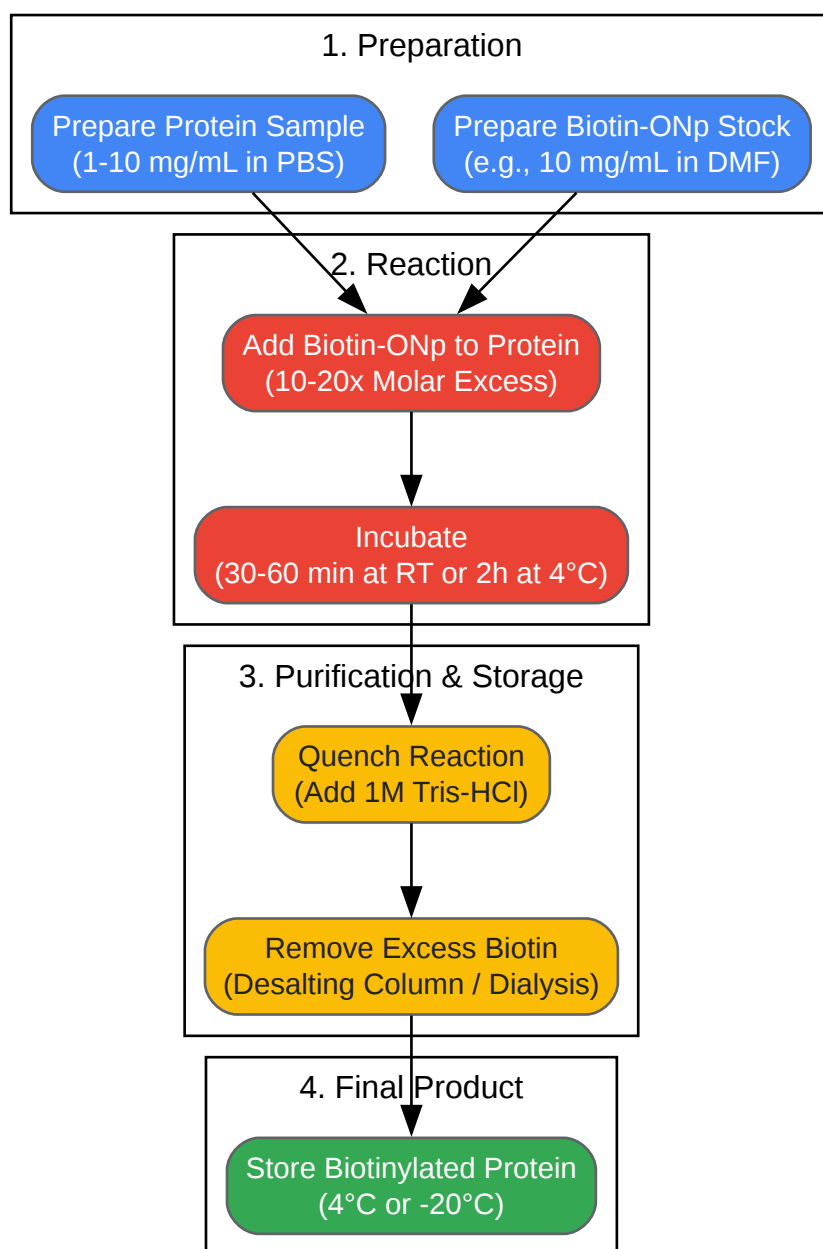 1. Preparation
Prepare Protein Sample
(1-10 mg/mL in PBS)
Prepare Biotin-ONp Stock
(e.g., 10 mg/mL in DMF)
2. Reaction
Add Biotin-ONp to Protein
(10-20x Molar Excess)
Incubate
(30-60 min at RT or 2h at 4°C)
3. Purification & Storage
Quench Reaction
(Add 1M Tris-HCl)
Remove Excess Biotin
(Desalting Column / Dialysis)
4. Final Product
Store Biotinylated Protein
(4°C or -20°C)